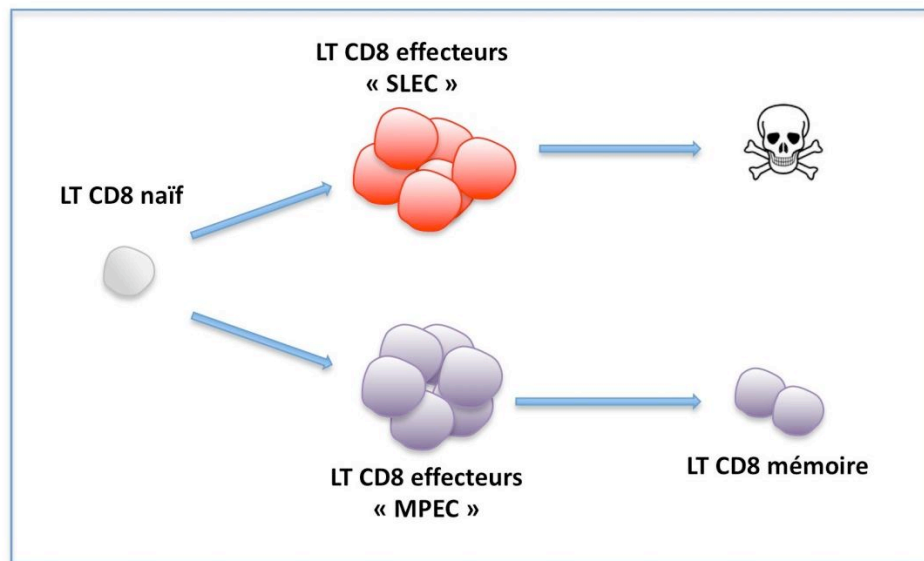 LT CD8 effecteurs
« SLEC »
LT CD8 naïf
LT CD8 effecteurs
« MPEC »
LT CD8 mémoire